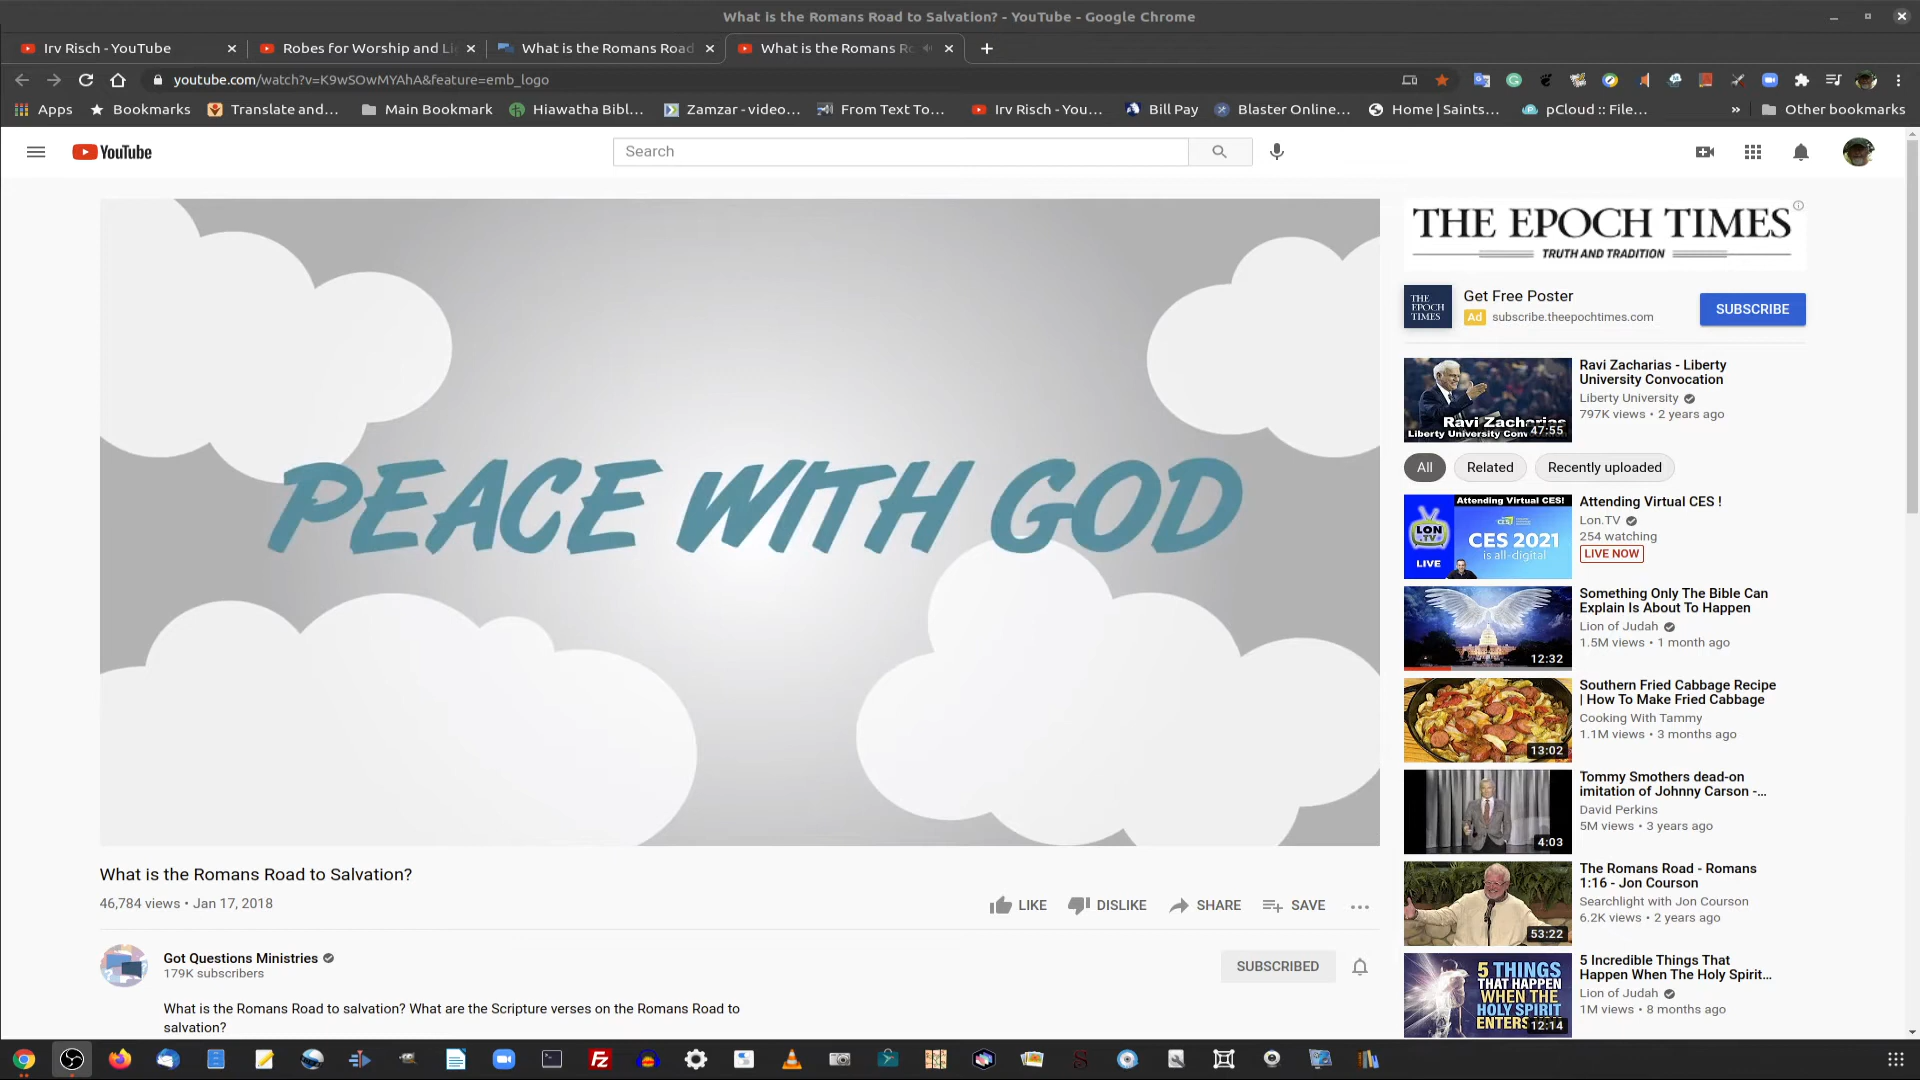 What is the Romans Road to Salvation? - YouTube - Google Chrome
Irv Risch - YouTube
Robes for Worship and Li
What is the Romans Road
What is the Romans Ro
youtube.com/watch?v=K9wSOwMYAhA&feature=emb_logo
Apps
Bookmarks
Translate and...
Main Bookmark
Hiawatha Bibl...
Zamzar - video...
From Text To...
Irv Risch - You...
Bill Pay
Blaster Online...
Home | Saints...
pCloud :: File...
»
Other bookmarks
YouTube
Search
PEACE WITH GOD
What is the Romans Road to Salvation?
46,784 views • Jan 17, 2018
LIKE
DISLIKE
SHARE
SAVE
Got Questions Ministries
179K subscribers
SUBSCRIBED
What is the Romans Road to salvation? What are the Scripture verses on the Romans Road to
salvation?
THE EPOCH TIMES
TRUTH AND TRADITION
THE
EPOCH
TIMES
Get Free Poster
Ad subscribe.theepochtimes.com
SUBSCRIBE
Ravi Zacharias
Liberty University Con
47:55
Ravi Zacharias - Liberty
University Convocation
Liberty University
797K views • 2 years ago
All
Related
Recently uploaded
Attending Virtual CES!
LON
TV
LIVE
CES 2021
is all-digital
Attending Virtual CES !
Lon.TV
254 watching
LIVE NOW
12:32
Something Only The Bible Can
Explain Is About To Happen
Lion of Judah
1.5M views • 1 month ago
13:02
Southern Fried Cabbage Recipe
| How To Make Fried Cabbage
Cooking With Tammy
1.1M views • 3 months ago
4:03
Tommy Smothers dead-on
imitation of Johnny Carson -...
David Perkins
5M views • 3 years ago
53:22
The Romans Road - Romans
1:16 - Jon Courson
Searchlight with Jon Courson
6.2K views • 2 years ago
5 THINGS
THAT HAPPEN
WHEN THE
HOLY SPIRIT
ENTERS
12:14
5 Incredible Things That
Happen When The Holy Spirit...
Lion of Judah
1M views • 8 months ago